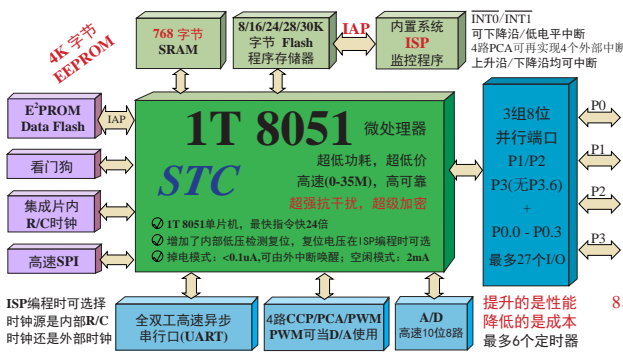 4K 字节
EEPROM
768 字节
SRAM
8/16/24/28/30K
字节 Flash
程序存储器
IAP
内置系统
ISP
监控程序
INT0/INT1
可下降沿/低电平中断
4路PCA可再实现4个外部中断
上升沿/下降沿均可中断
E²PROM
Data Flash
IAP
看门狗
集成片内
R/C时钟
高速SPI
1T 8051 微处理器
STC
超低功耗，超低价
高速(0-35M)，高可靠
超强抗干扰，超级加密
1T 8051单片机，最快指令快24倍
增加了内部低压检测复位，复位电压在ISP编程时可选
掉电模式：<0.1uA,可由外中断唤醒；空闲模式：2mA
3组8位
并行端口
P1/P2
P3(无P3.6)
+
P0.0 - P0.3
最多27个I/O
P0
P1
P2
P3
ISP编程时可选择
时钟源是内部R/C
时钟还是外部时钟
全双工高速异步
串行口(UART)
4路CCP/PCA/PWM
PWM可当D/A使用
A/D
高速10位8路
提升的是性能
降低的是成本
最多6个定时器
8